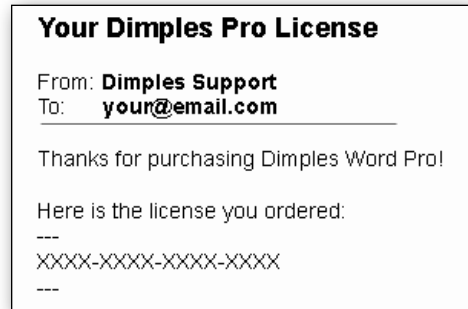 Your Dimples Pro License
From: Dimples Support
To: your@email.com
Thanks for purchasing Dimples Word Pro!
Here is the license you ordered:
---
XXXX-XXXX-XXXX-XXXX
---